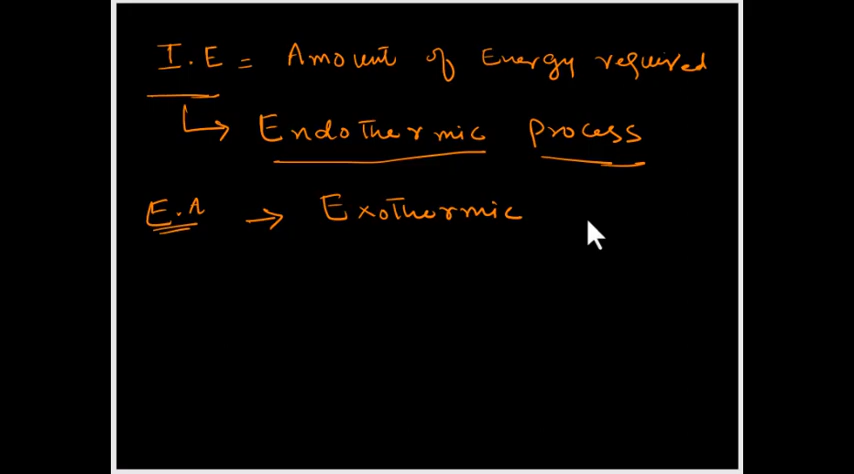 I.E = Amount of Energy required
↳ Endothermic process
E.A → Exothermic